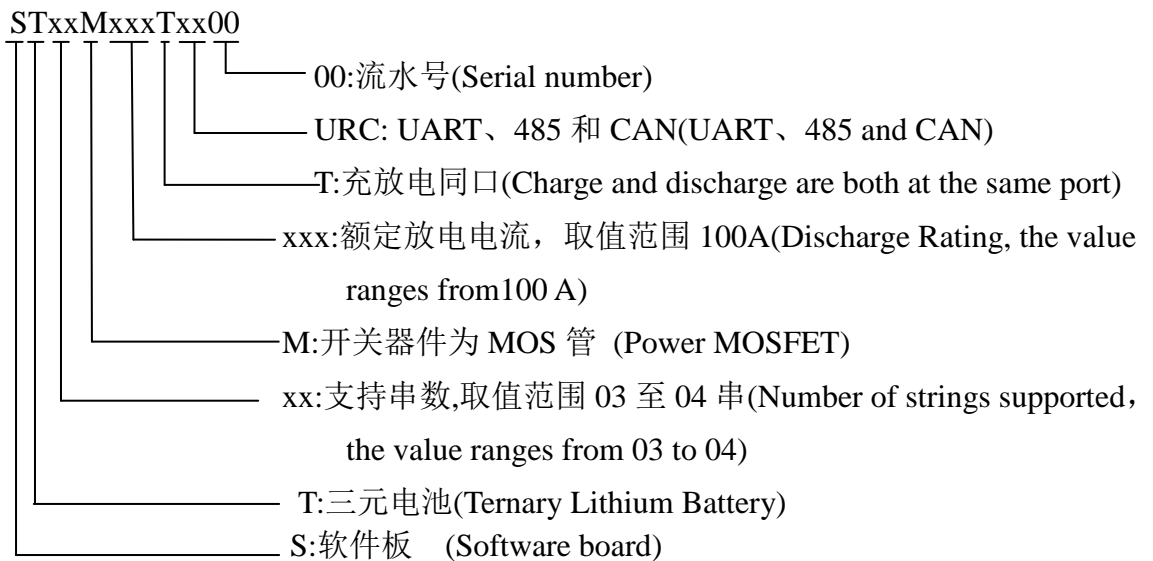 STxxMxxxTxx00
00:流水号(Serial number)
URC: UART、485 和 CAN(UART、485 and CAN)
T:充放电同口(Charge and discharge are both at the same port)
xxx:额定放电电流，取值范围 100A(Discharge Rating, the value
ranges from100 A)
M:开关器件为 MOS 管 (Power MOSFET)
xx:支持串数,取值范围 03 至 04 串(Number of strings supported，
the value ranges from 03 to 04)
T:三元电池(Ternary Lithium Battery)
S:软件板 (Software board)